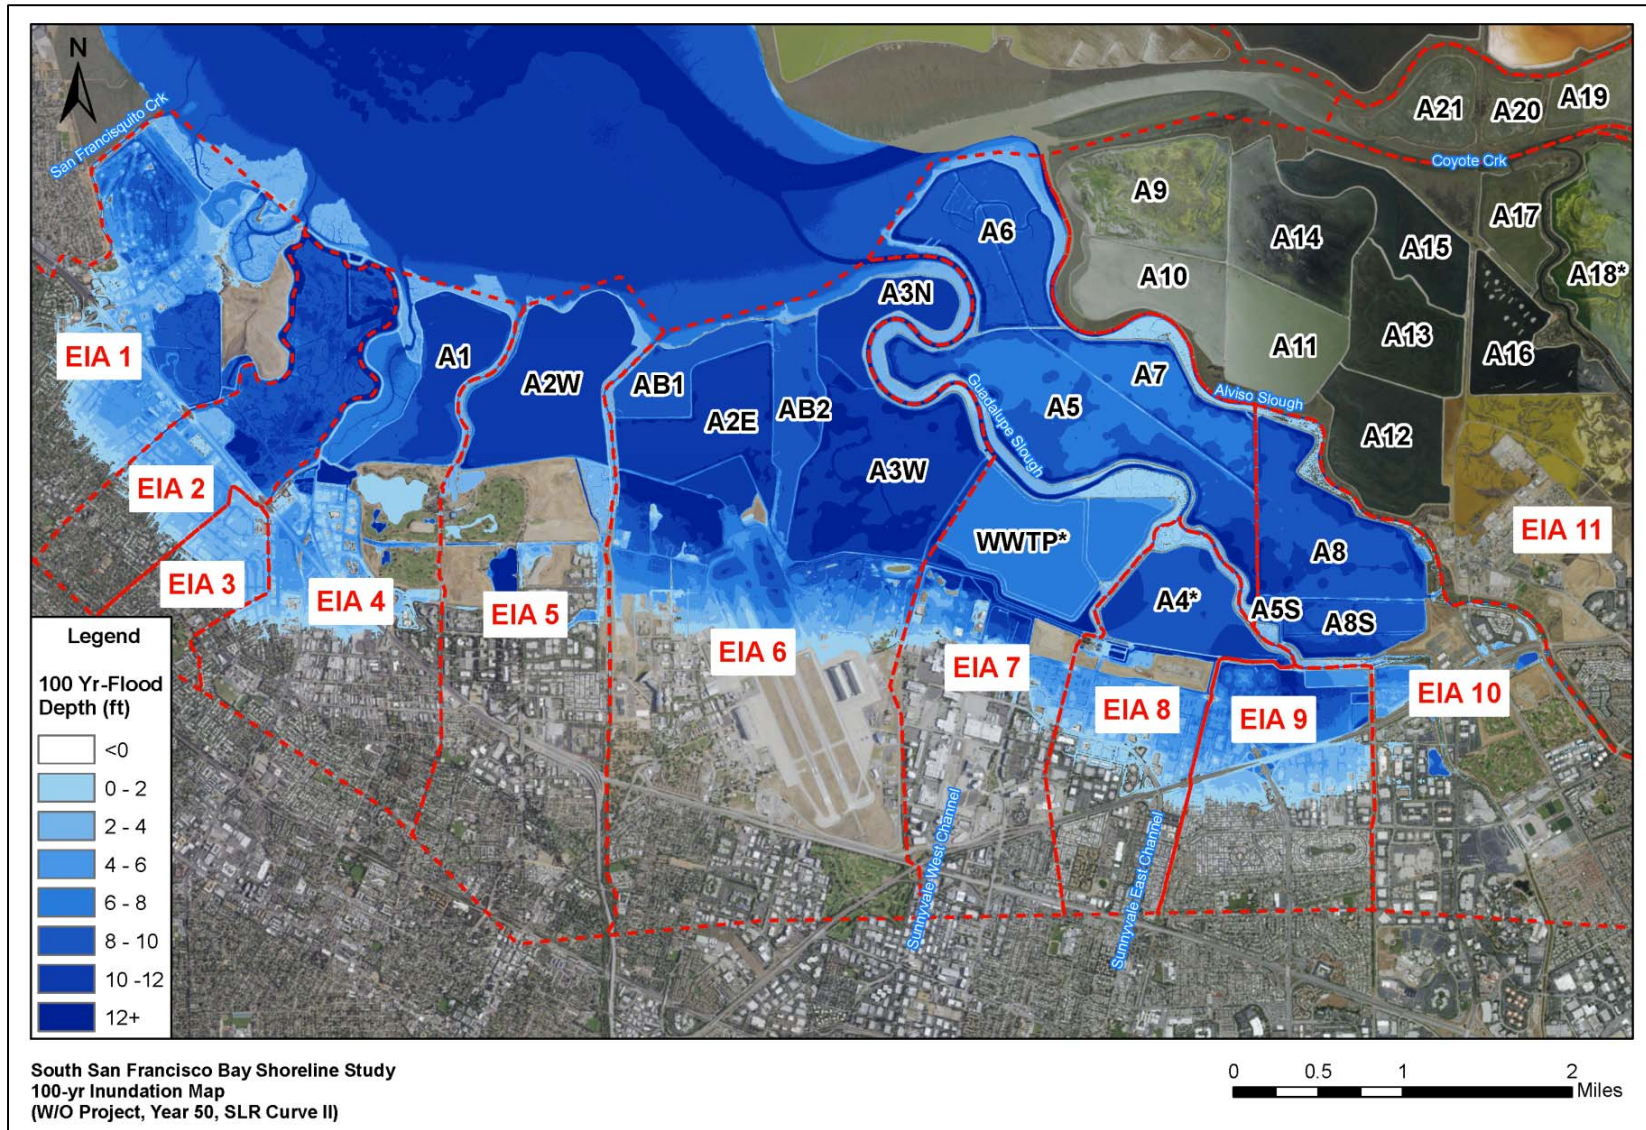 N
San Francisquito Crk
A21
A20
A19
Coyote Crk
A9
A6
A14
A17
A15
A18*
A10
A3N
EIA 1
A1
A2W
AB1
A7
A11
A13
A16
Alviso Slough
A2E
AB2
A5
Guadalupe Slough
A12
A3W
EIA 2
EIA 11
WWTP*
A8
EIA 3
EIA 4
EIA 5
A4*
A5S
A8S
EIA 6
EIA 7
EIA 8
EIA 9
EIA 10
Sunnyvale West Channel
Sunnyvale East Channel
Legend
100 Yr-Flood
Depth (ft)
<0
0 - 2
2 - 4
4 - 6
6 - 8
8 - 10
10 -12
12+
South San Francisco Bay Shoreline Study
100-yr Inundation Map
(W/O Project, Year 50, SLR Curve II)
0 0.5 1 2
Miles